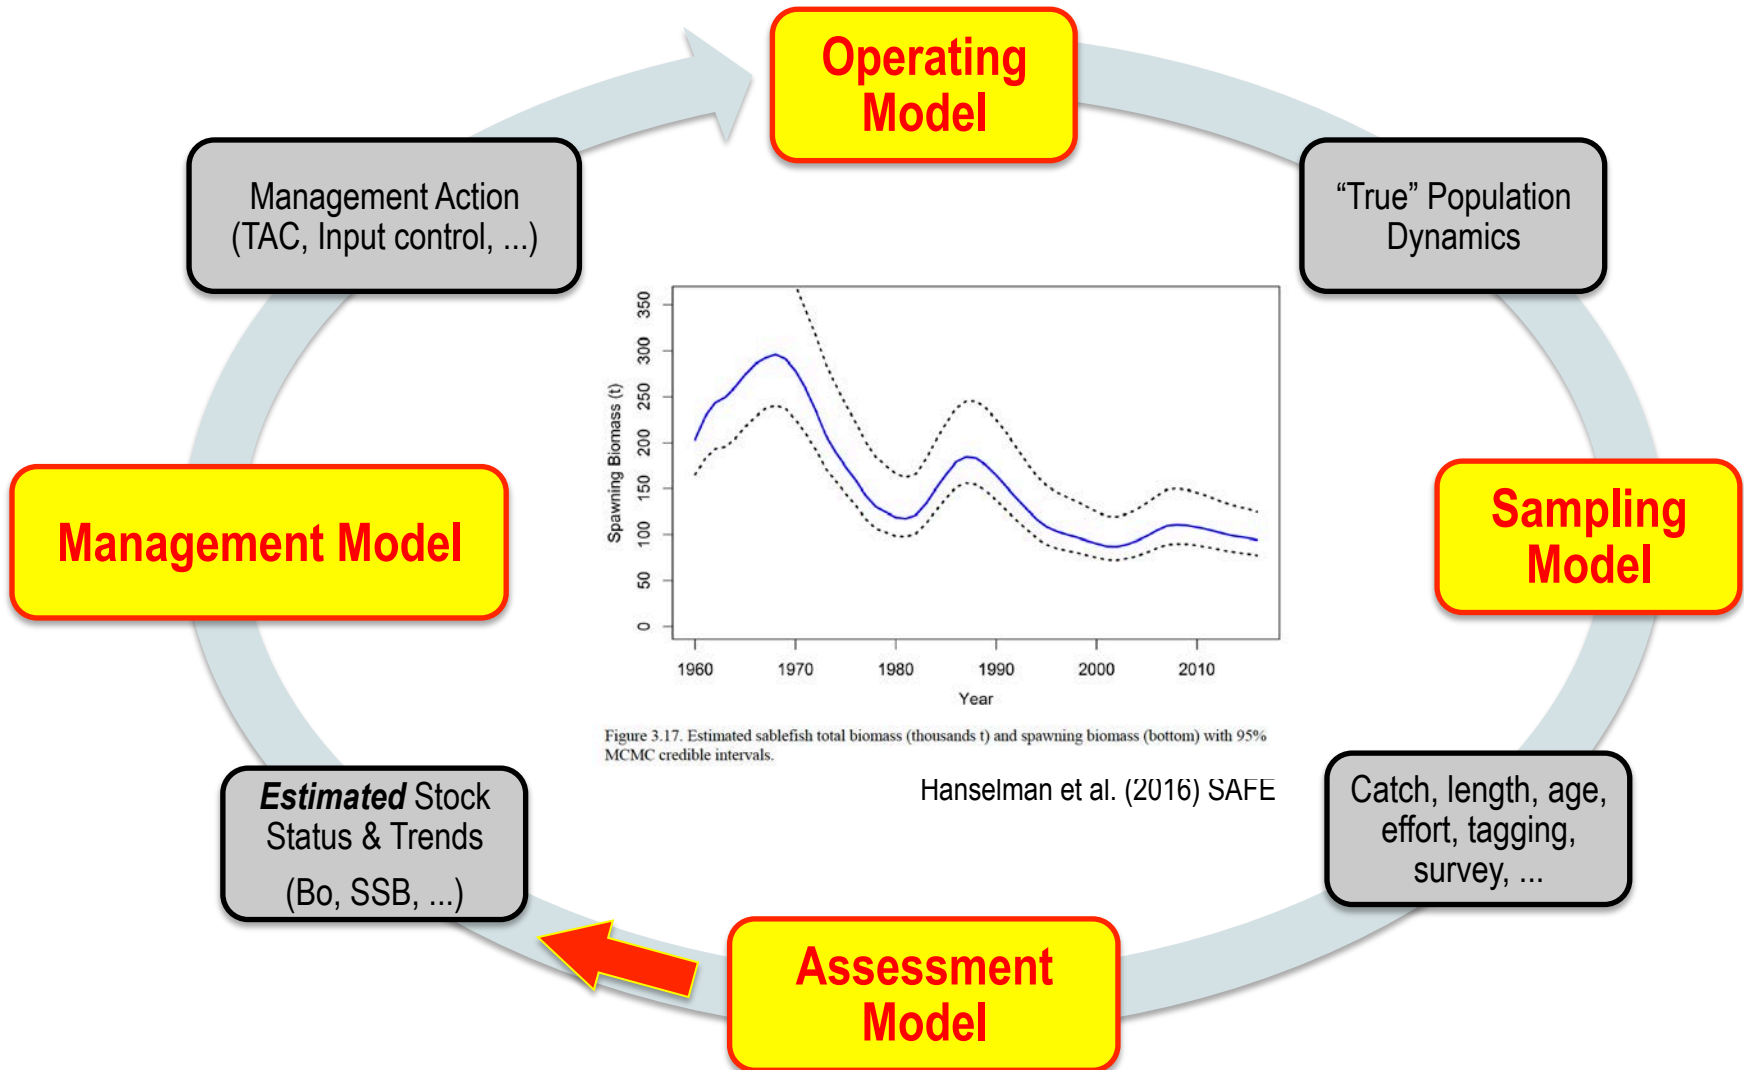 Operating
Model
Management Action
(TAC, Input control, ...)
“True” Population
Dynamics
Spawning Biomass (t)
350
300
250
200
150
100
50
0
1960 1970 1980 1990 2000 2010
Year
Figure 3.17. Estimated sablefish total biomass (thousands t) and spawning biomass (bottom) with 95%
MCMC credible intervals.
Hanselman et al. (2016) SAFE
Management Model
Sampling
Model
Estimated Stock
Status & Trends
(Bo, SSB, ...)
Catch, length, age,
effort, tagging,
survey, ...
Assessment
Model